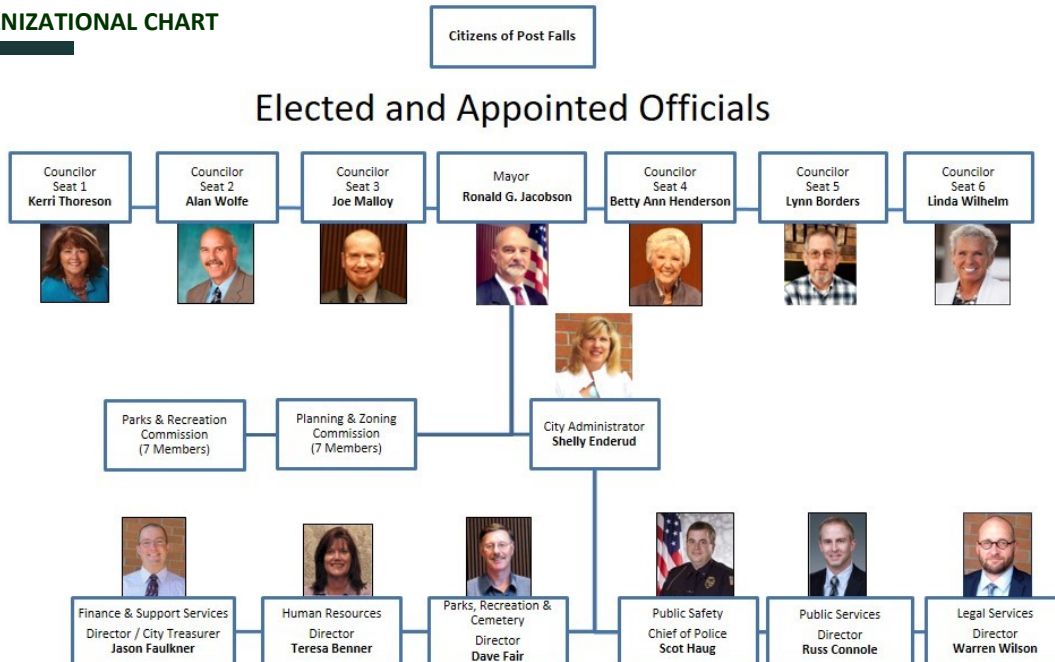 NIZATIONAL CHART
Citizens of Post Falls
Elected and Appointed Officials
Councilor
Seat 1
Kerri Thoreson
Councilor
Seat 2
Alan Wolfe
Councilor
Seat 3
Joe Malloy
Mayor
Ronald G. Jacobson
Councilor
Seat 4
Betty Ann Henderson
Councilor
Seat 5
Lynn Borders
Councilor
Seat 6
Linda Wilhelm
Parks & Recreation
Commission
(7 Members)
Planning & Zoning
Commission
(7 Members)
City Administrator
Shelly Enderud
Finance & Support Services
Director / City Treasurer
Jason Faulkner
Human Resources
Director
Teresa Benner
Parks, Recreation &
Cemetery
Director
Dave Fair
Public Safety
Chief of Police
Scot Haug
Public Services
Director
Russ Connole
Legal Services
Director
Warren Wilson